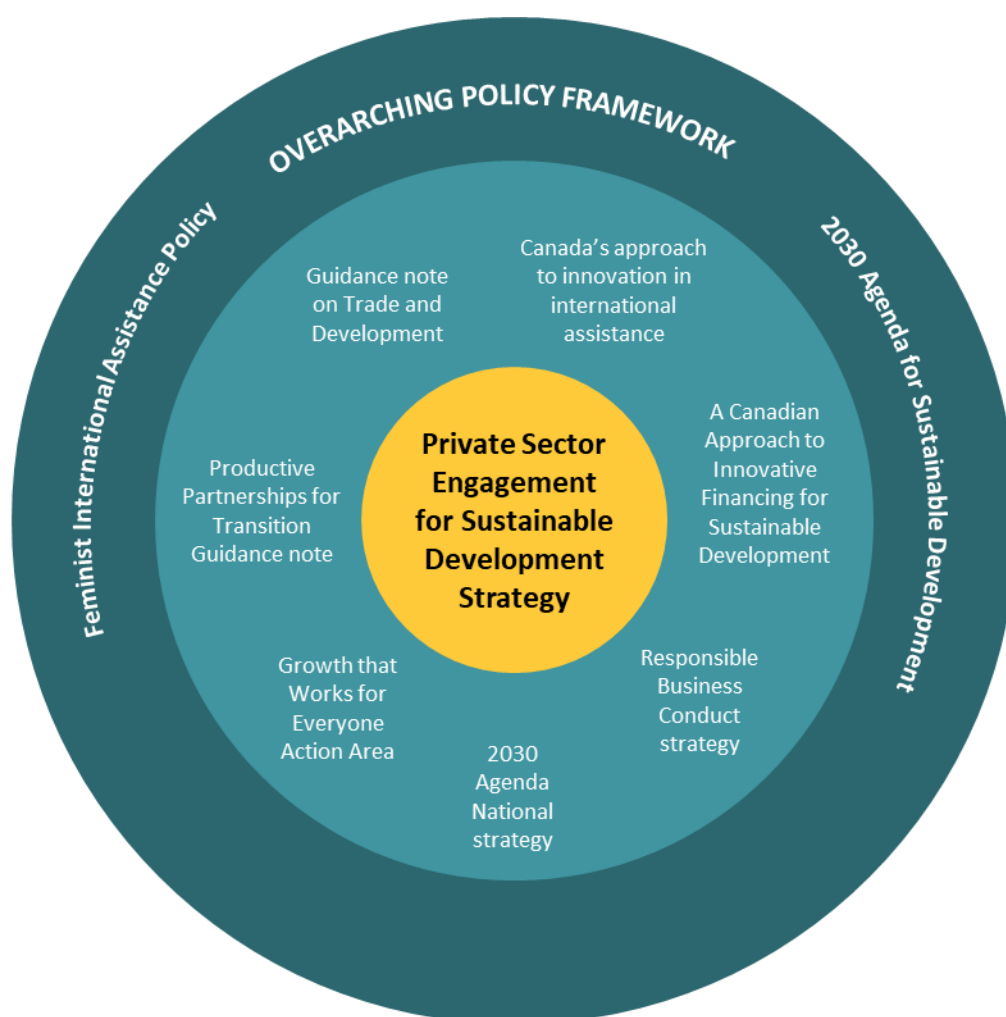 OVERARCHING POLICY FRAMEWORK
Feminist International Assistance Policy
2030 Agenda for Sustainable Development
Guidance note
on Trade and
Development
Canada’s approach
to innovation in
international
assistance
A Canadian
Approach to
Innovative
Financing for
Sustainable
Development
Responsible
Business
Conduct
strategy
2030
Agenda
National
strategy
Growth that
Works for
Everyone
Action Area
Productive
Partnerships for
Transition
Guidance note
Private Sector
Engagement
for Sustainable
Development
Strategy